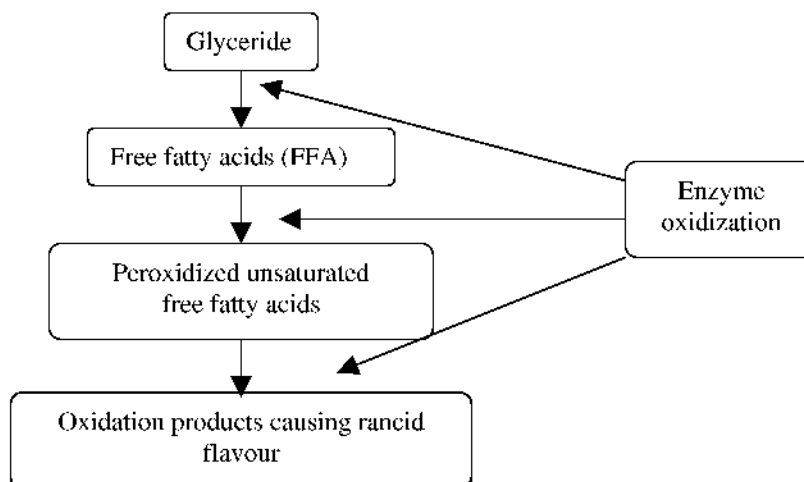 Glyceride
Free fatty acids (FFA)
Enzyme
oxidization
Peroxidized unsaturated
free fatty acids
Oxidation products causing rancid
flavour